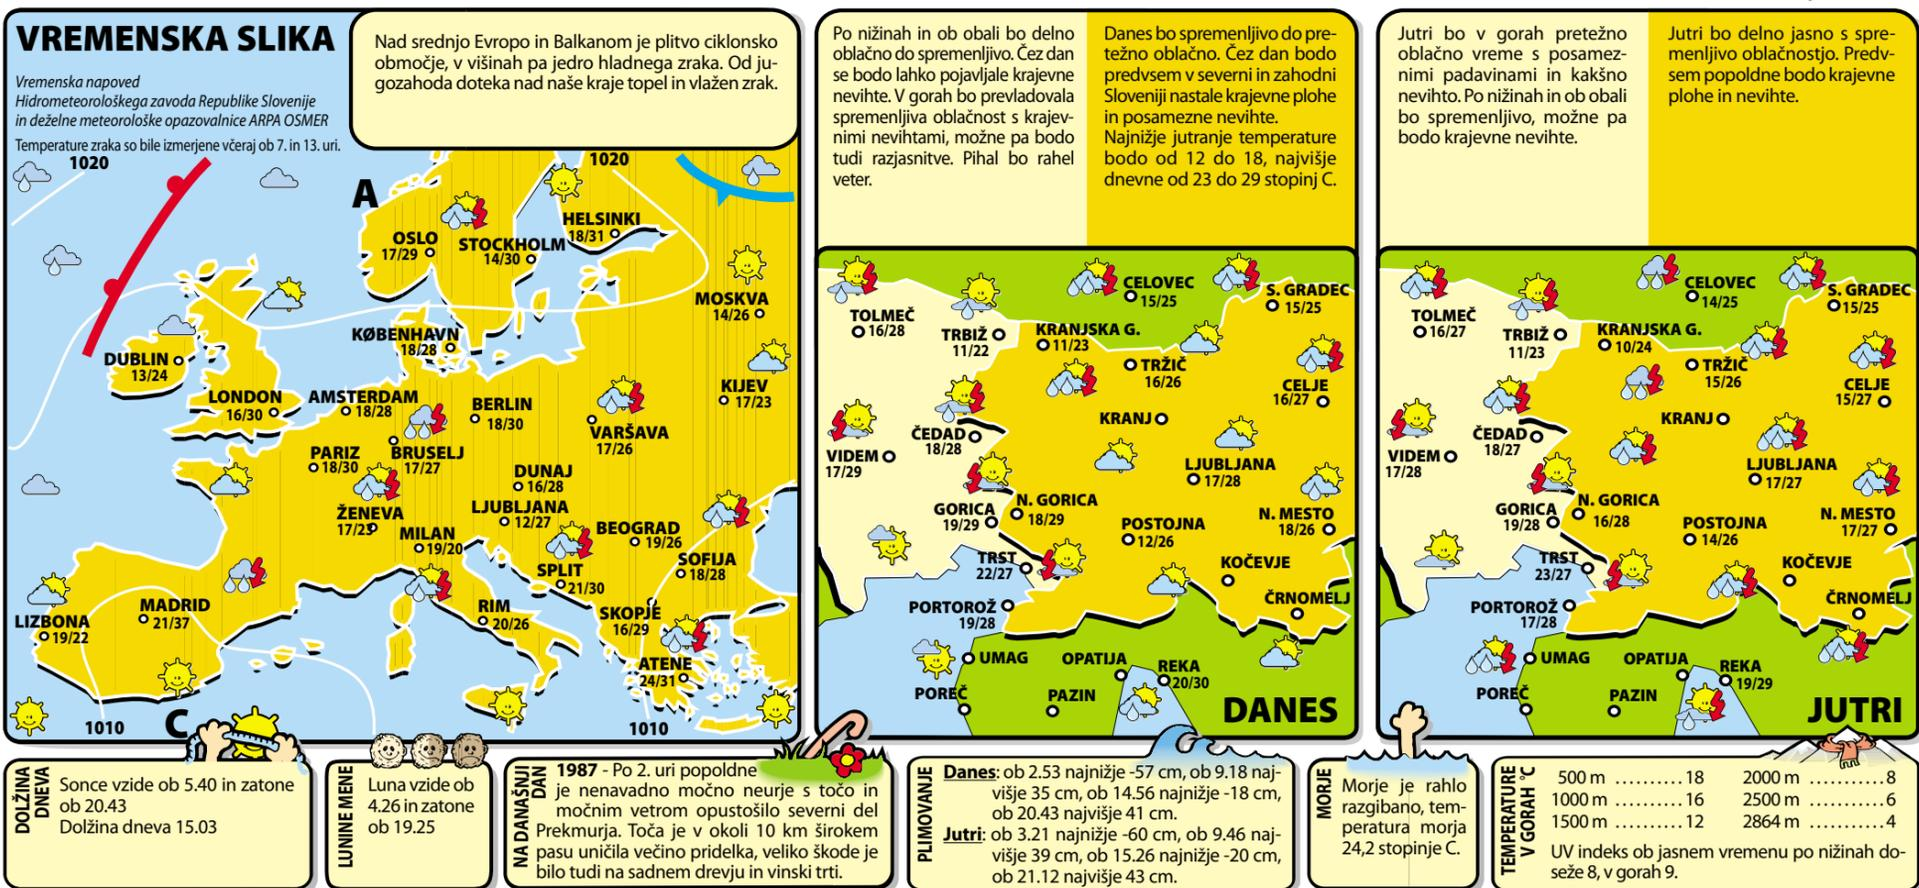 VREMENSKA SLIKA
Vremenska napoved
Hidrometeorološkega zavoda Republike Slovenije
in deželne meteorološke opazovalnice ARPA OSMER
Temperature zraka so bile izmerjene včeraj ob 7. in 13. uri.
Nad srednjo Evropo in Balkanom je plitvo ciklonsko
območje, v višinah pa jedro hladnega zraka. Od ju-
gozahoda doteka nad naše kraje topel in vlažen zrak.
1020
1020
A
HELSINKI
18/31
OSLO
17/29
STOCKHOLM
14/30
MOSKVA
14/26
KØBENHAVN
18/28
DUBLIN
13/24
LONDON
16/30
AMSTERDAM
18/28
BERLIN
18/30
KIJEV
17/23
VARŠAVA
17/26
PARIZ
18/30
BRUSELJ
17/27
DUNAJ
16/28
ŽENEVA
17/23
LJUBLJANA
12/27
MILAN
19/20
BEOGRAD
19/26
SOFIJA
18/28
SPLIT
21/30
LIZBONA
19/22
MADRID
21/37
RIM
20/26
SKOPJE
16/29
ATENE
24/31
1010
C
1010
Po nižinah in ob obali bo delno
oblačno do spremenljivo. Čez dan
se bodo lahko pojavljale krajevne
nevihte. V gorah bo prevladovala
spremenljiva oblačnost s krajev-
nimi nevihtami, možne pa bodo
tudi razjasnitve. Pihal bo rahel
veter.
Danes bo spremenljivo do pre-
težno oblačno. Čez dan bodo
predvsem v severni in zahodni
Sloveniji nastale krajevne plohe
in posamezne nevihte.
Najnižje jutranje temperature
bodo od 12 do 18, najvišje
dnevne od 23 do 29 stopinj C.
CELOVEC
15/25
S. GRADEC
15/25
TOLMEČ
16/28
TRBIŽ
11/22
KRANJSKA G.
11/23
TRŽIČ
16/26
CELJE
16/27
KRANJ
ČEDAD
18/28
VIDEM
17/29
LJUBLJANA
17/28
GORICA
19/29
N. GORICA
18/29
POSTOJNA
12/26
N. MESTO
18/26
TRST
22/27
KOČEVJE
PORTOROŽ
19/28
ČRNOMELJ
UMAG
OPATIJA
REKA
20/30
POREČ
PAZIN
DANES
Jutri bo v gorah pretežno
oblačno vreme s posamez-
nimi padavinami in kakšno
nevihto. Po nižinah in ob obali
bo spremenljivo, možne pa
bodo krajevne nevihte.
Jutri bo delno jasno s spre-
menljivo oblačnostjo. Predv-
sem popoldne bodo krajevne
plohe in nevihte.
CELOVEC
14/25
S. GRADEC
15/25
TOLMEČ
16/27
TRBIŽ
11/23
KRANJSKA G.
10/24
TRŽIČ
15/26
CELJE
15/27
KRANJ
ČEDAD
18/27
VIDEM
17/28
LJUBLJANA
17/27
GORICA
19/28
N. GORICA
16/28
POSTOJNA
14/26
N. MESTO
17/27
TRST
23/27
KOČEVJE
PORTOROŽ
17/28
ČRNOMELJ
UMAG
OPATIJA
REKA
19/29
POREČ
PAZIN
JUTRI
DOLŽINA
DNEVA
Sonce vzide ob 5.40 in zatone
ob 20.43
Dolžina dneva 15.03
LUNINE MENE
Luna vzide ob
4.26 in zatone
ob 19.25
NA DANAŠNJI
DAN
1987 - Po 2. uri popoldne
je nenavadno močno neurje s točo in
močnim vetrom opustošilo severni del
Prekmurja. Toča je v okoli 10 km širokem
pasu uničila večino pridelka, veliko škode je
bilo tudi na sadnem drevju in vinski trti.
PLIMOVANJE
Danes: ob 2.53 najnižje -57 cm, ob 9.18 naj-
višje 35 cm, ob 14.56 najnižje -18 cm,
ob 20.43 najvišje 41 cm.
Jutri: ob 3.21 najnižje -60 cm, ob 9.46 naj-
višje 39 cm, ob 15.26 najnižje -20 cm,
ob 21.12 najvišje 43 cm.
MORJE
Morje je rahlo
razgibano, tem-
peratura morja
24,2 stopinje C.
TEMPERATURE
V GORAH °C
500 m ..........18
1000 m ..........16
1500 m ..........12
2000 m ..........8
2500 m ..........6
2864 m ..........4
UV indeks ob jasnem vremenu po nižinah do-
seže 8, v gorah 9.